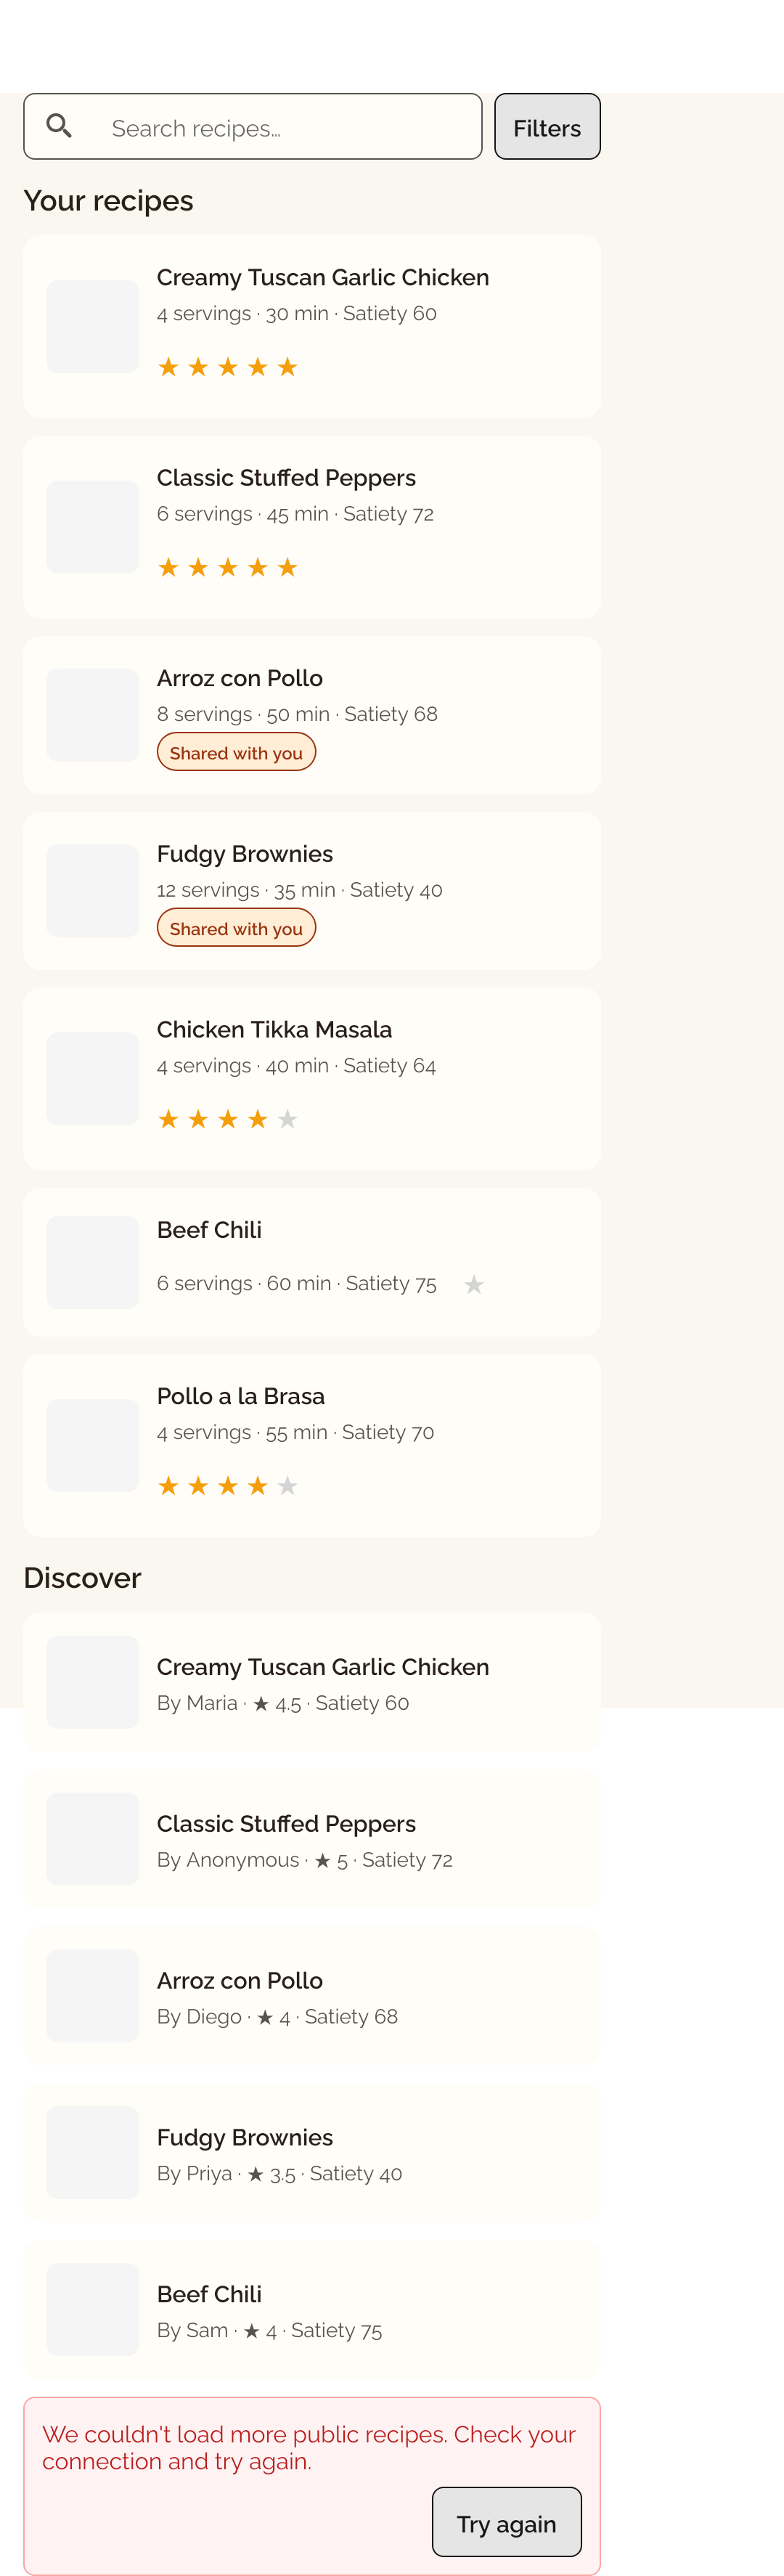 Search recipes…
Filters
Your recipes
Creamy Tuscan Garlic Chicken
4 servings · 30 min · Satiety 60
★ ★ ★ ★ ★
Classic Stuffed Peppers
6 servings · 45 min · Satiety 72
★ ★ ★ ★ ★
Arroz con Pollo
8 servings · 50 min · Satiety 68
Shared with you
Fudgy Brownies
12 servings · 35 min · Satiety 40
Shared with you
Chicken Tikka Masala
4 servings · 40 min · Satiety 64
★ ★ ★ ★ ★
Beef Chili
6 servings · 60 min · Satiety 75 ★
Pollo a la Brasa
4 servings · 55 min · Satiety 70
★ ★ ★ ★ ★
Discover
Creamy Tuscan Garlic Chicken
By Maria · ★ 4.5 · Satiety 60
Classic Stuffed Peppers
By Anonymous · ★ 5 · Satiety 72
Arroz con Pollo
By Diego · ★ 4 · Satiety 68
Fudgy Brownies
By Priya · ★ 3.5 · Satiety 40
Beef Chili
By Sam · ★ 4 · Satiety 75
We couldn't load more public recipes. Check your
connection and try again.
Try again